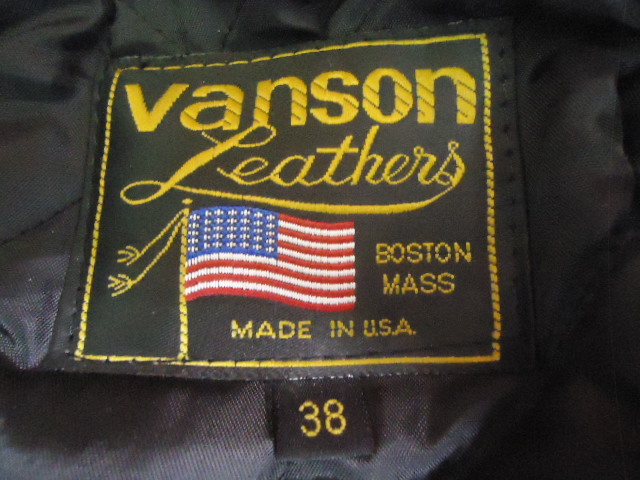 vanson
Leathers
BOSTON
MASS
MADE IN U.S.A.
38